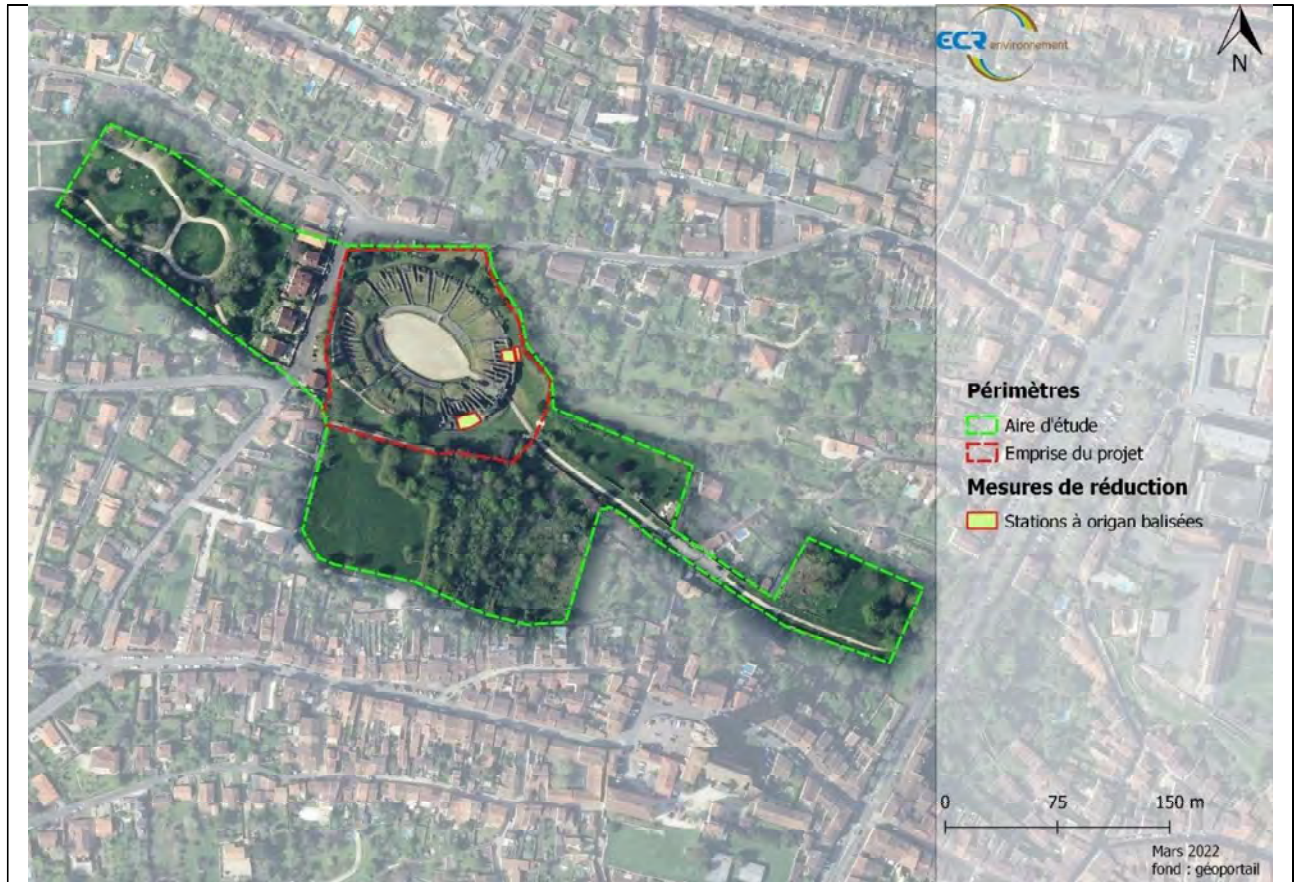 ECR environnement
N
Périmètres
Aire d'étude
Emprise du projet
Mesures de réduction
Stations à origan balisées
0 75 150 m
Mars 2022
fond : géoportail